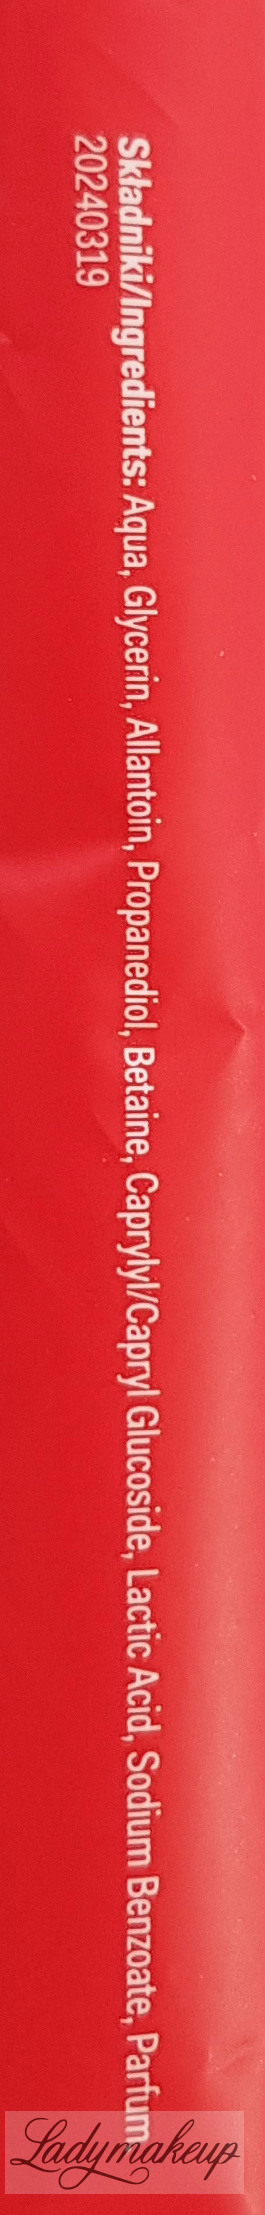 Składniki/Ingredients: Aqua, Glycerin, Allantoin, Propanediol, Betaine, Caprylyl/Capryl Glucoside, Lactic Acid, Sodium Benzoate, Parfum
20240319
Ladymakeup